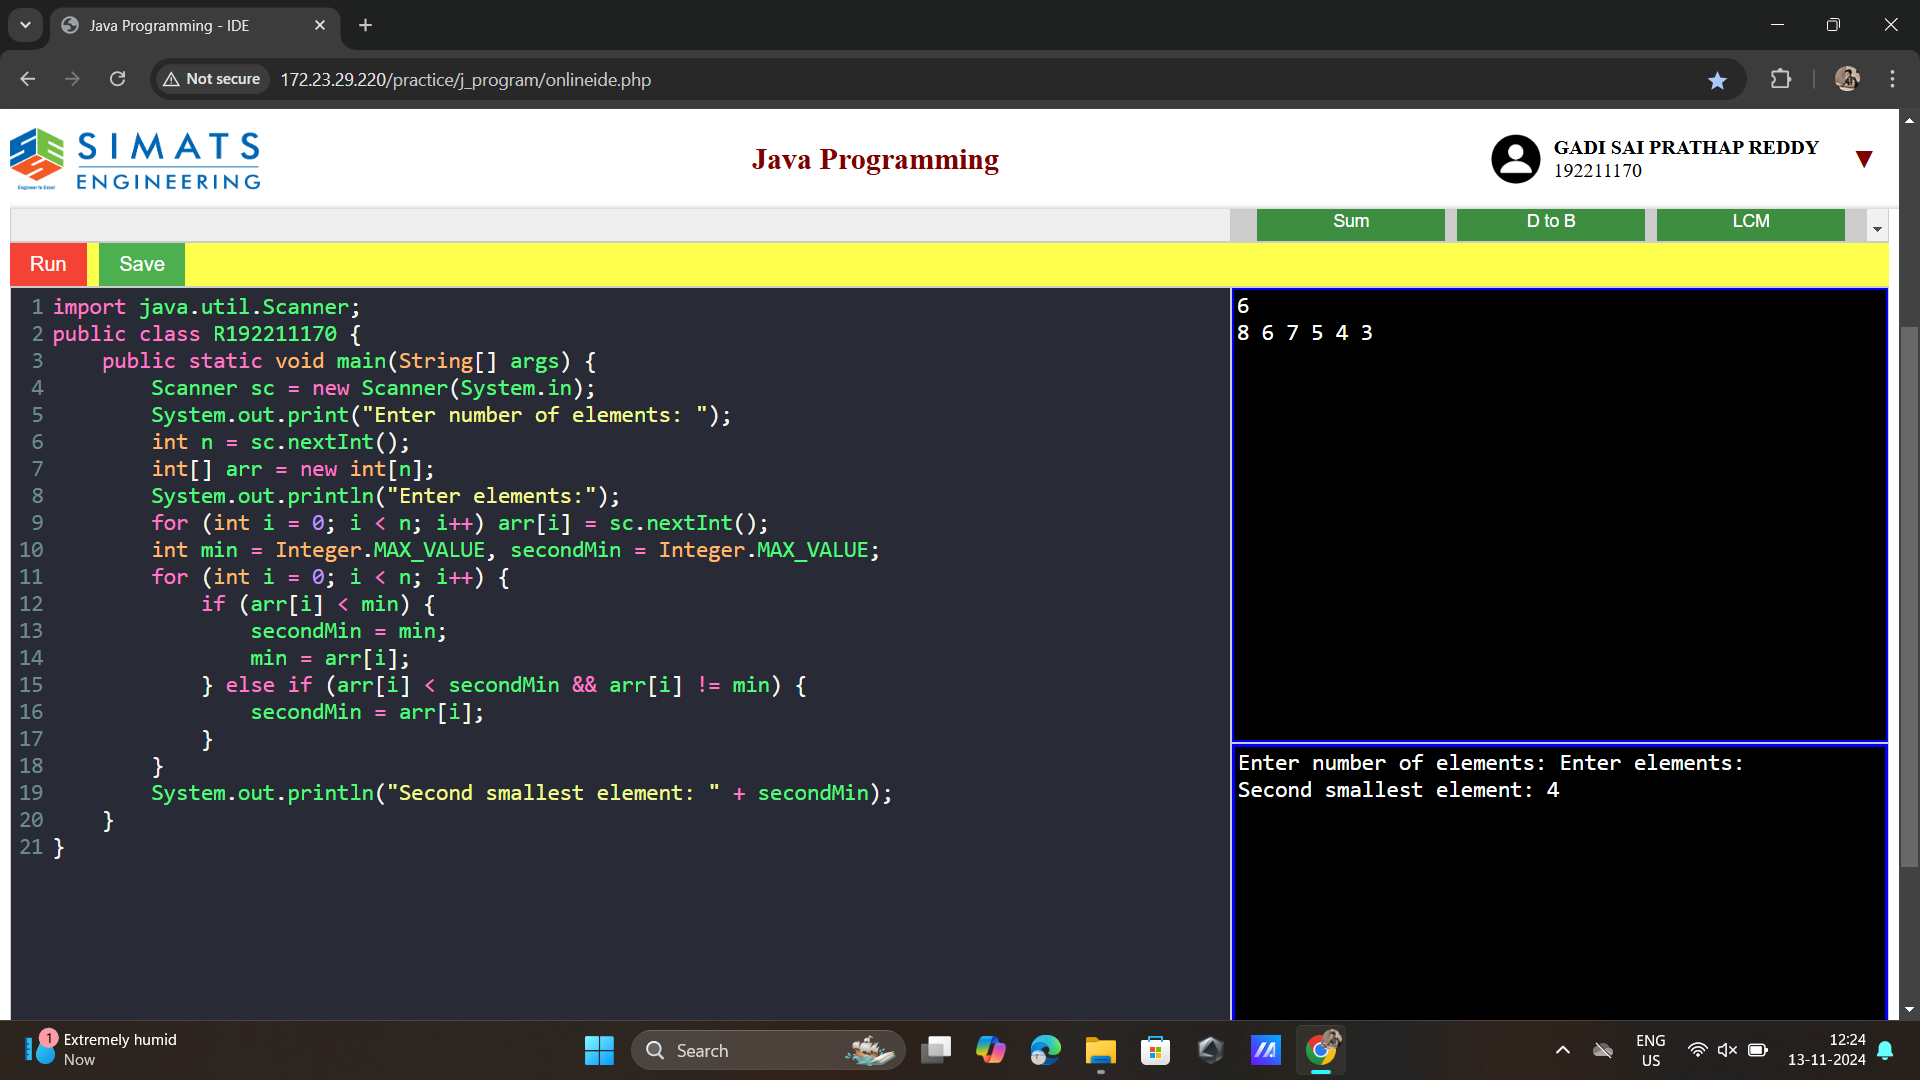 Java Programming - IDE
Not secure
172.23.29.220/practice/j_program/onlineide.php
SIMATS
ENGINEERING
Engineer to Excel
Java Programming
GADI SAI PRATHAP REDDY
192211170
Sum
D to B
LCM
Run
Save
1 import java.util.Scanner;
2 public class R192211170 {
3     public static void main(String[] args) {
4         Scanner sc = new Scanner(System.in);
5         System.out.print("Enter number of elements: ");
6         int n = sc.nextInt();
7         int[] arr = new int[n];
8         System.out.println("Enter elements:");
9         for (int i = 0; i < n; i++) arr[i] = sc.nextInt();
10         int min = Integer.MAX_VALUE, secondMin = Integer.MAX_VALUE;
11         for (int i = 0; i < n; i++) {
12             if (arr[i] < min) {
13                 secondMin = min;
14                 min = arr[i];
15             } else if (arr[i] < secondMin && arr[i] != min) {
16                 secondMin = arr[i];
17             }
18         }
19         System.out.println("Second smallest element: " + secondMin);
20     }
21 }
6
8 6 7 5 4 3
Enter number of elements: Enter elements:
Second smallest element: 4
1
Extremely humid
Now
Search
ENG
US
12:24
13-11-2024